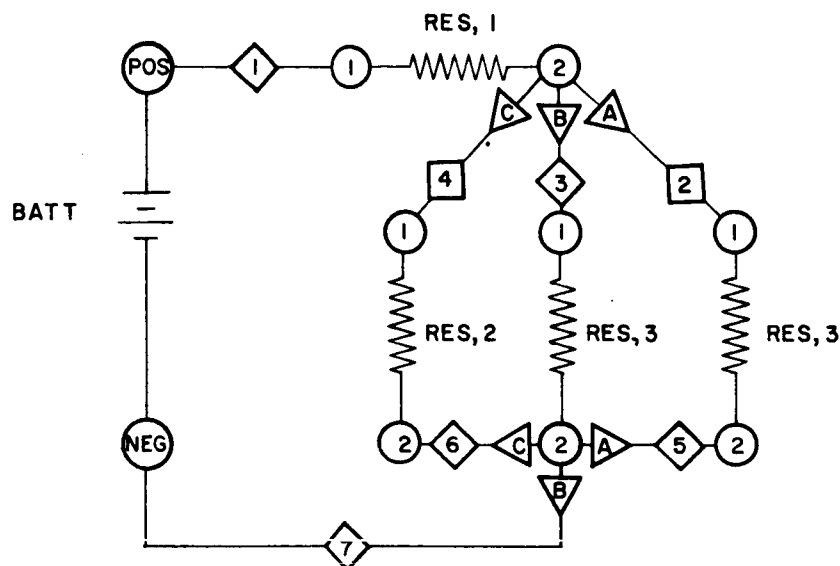 RES, 1
POS 1 1 2
C B A
4 3 2
BATT
1 1 1
RES, 2 RES, 3 RES, 3
NEG 2 6 C 2 A 5 2
B
7